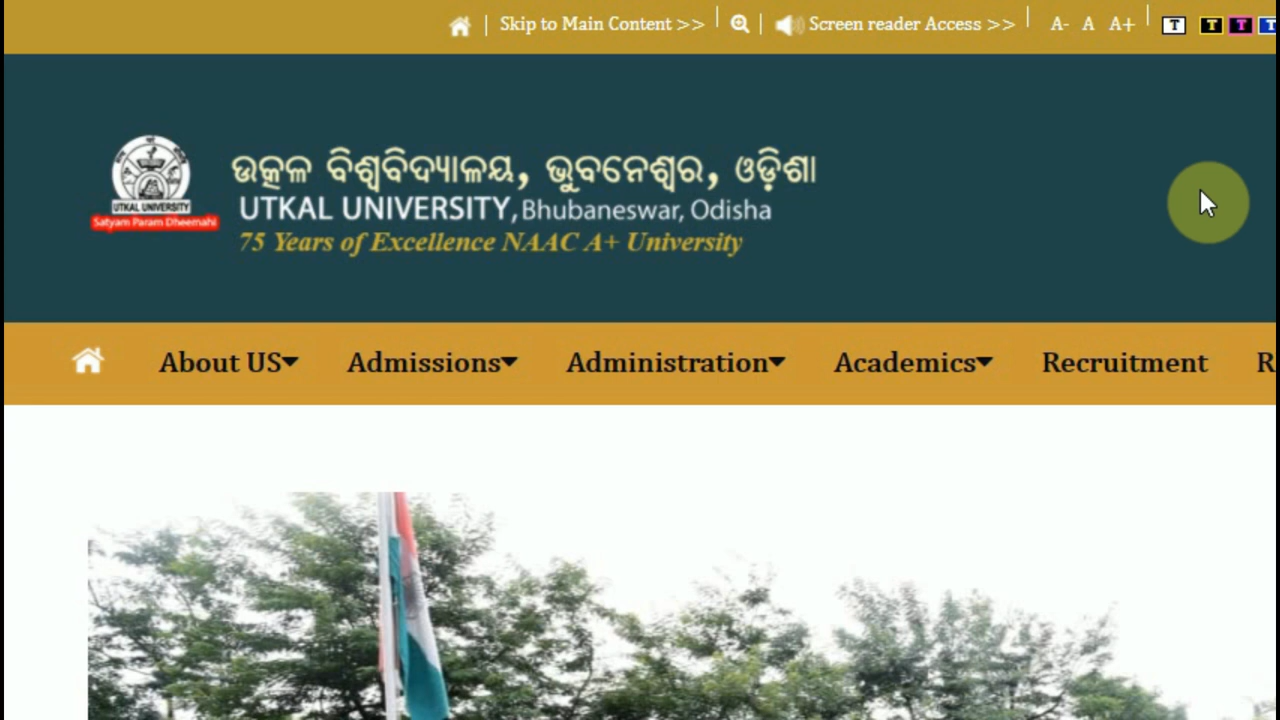 Skip to Main Content >> Screen reader Access >> A- A A+ T T T T
ଉତ୍କଳ ବିଶ୍ୱବିଦ୍ୟାଳୟ, ଭୁବନେଶ୍ୱର, ଓଡ଼ିଶା
UTKAL UNIVERSITY, Bhubaneswar, Odisha
75 Years of Excellence NAAC A+ University
UTKAL UNIVERSITY
Satyam Param Dheemahi
About US Admissions Administration Academics Recruitment R